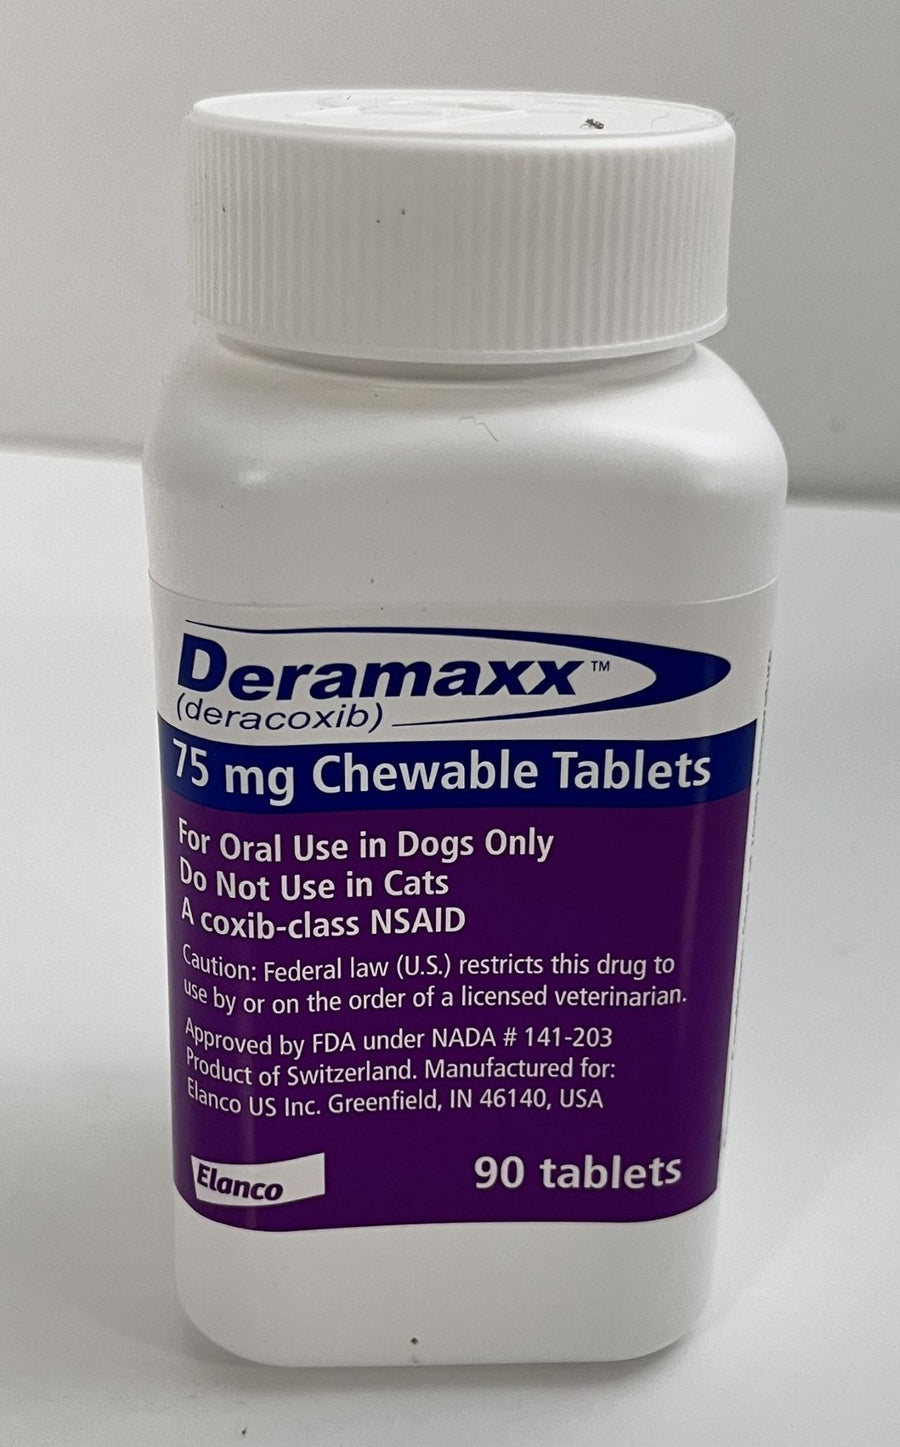 Deramaxx™
(deracoxib)
75 mg Chewable Tablets
For Oral Use in Dogs Only
Do Not Use in Cats
A coxib-class NSAID
Caution: Federal law (U.S.) restricts this drug to
use by or on the order of a licensed veterinarian.
Approved by FDA under NADA # 141-203
Product of Switzerland. Manufactured for:
Elanco US Inc. Greenfield, IN 46140, USA
Elanco
90 tablets